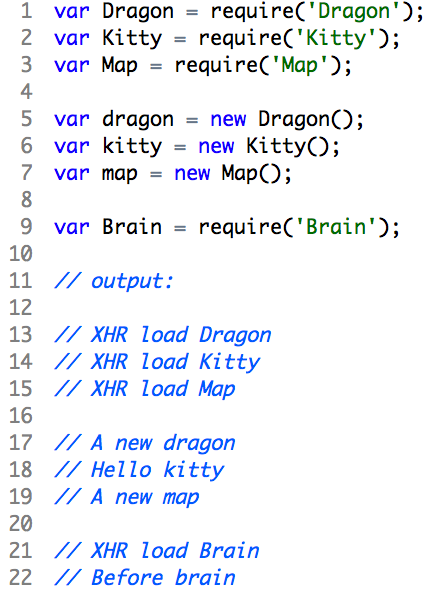 1 var Dragon = require('Dragon');
2 var Kitty = require('Kitty');
3 var Map = require('Map');
4
5 var dragon = new Dragon();
6 var kitty = new Kitty();
7 var map = new Map();
8
9 var Brain = require('Brain');
10
11 // output:
12
13 // XHR load Dragon
14 // XHR load Kitty
15 // XHR load Map
16
17 // A new dragon
18 // Hello kitty
19 // A new map
20
21 // XHR load Brain
22 // Before brain